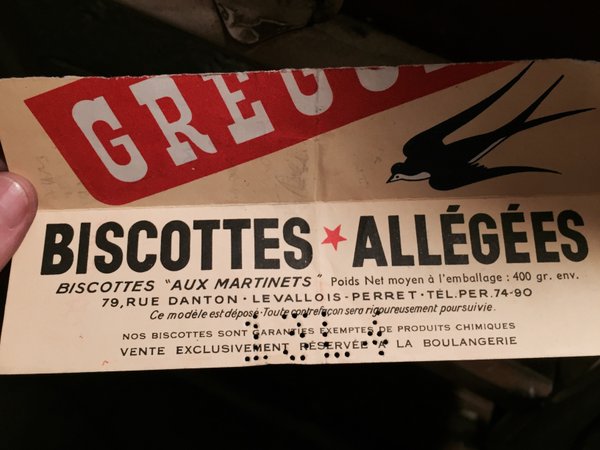 BISCOTTES ★ ALLÉGÉES
BISCOTTES "AUX MARTINETS" Poids Net moyen à l'emballage : 400 gr. env.
79, RUE DANTON - LEVALLOIS - PERRET - TÉL. PER. 74-90
Ce modèle est déposé - Toute contrefaçon sera rigoureusement poursuivie.
NOS BISCOTTES SONT GARANTIES EXEMPTES DE PRODUITS CHIMIQUES
VENTE EXCLUSIVEMENT RÉSERVÉE A LA BOULANGERIE